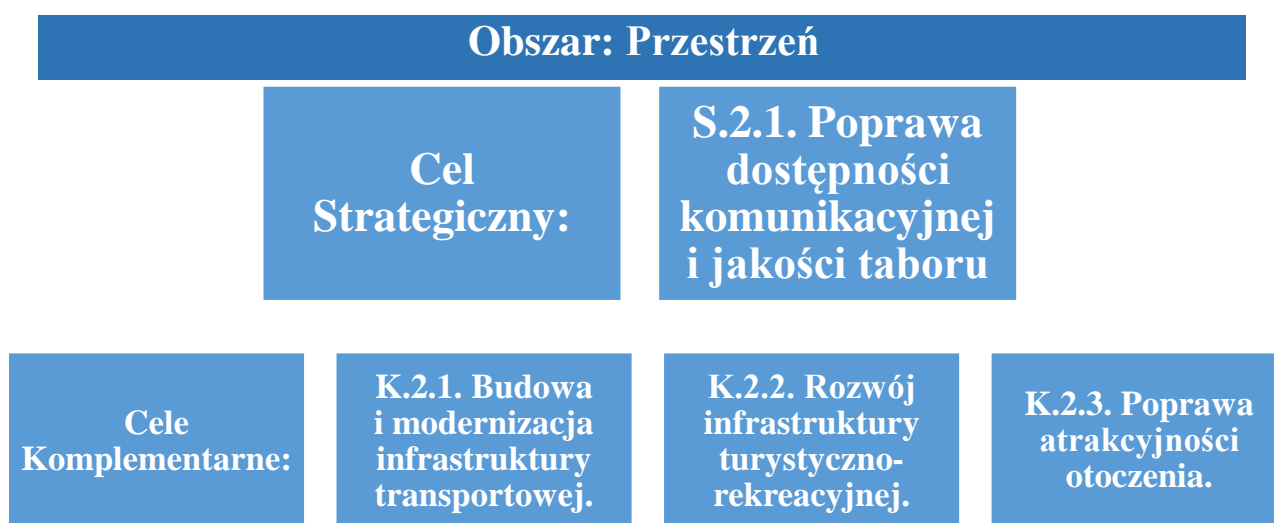 Obszar: Przestrzeń
Cel
Strategiczny:
S.2.1. Poprawa
dostępności
komunikacyjnej
i jakości taboru
Cele
Komplementarne:
K.2.1. Budowa
i modernizacja
infrastruktury
transportowej.
K.2.2. Rozwój
infrastruktury
turystyczno-
rekreacyjnej.
K.2.3. Poprawa
atrakcyjności
otoczenia.